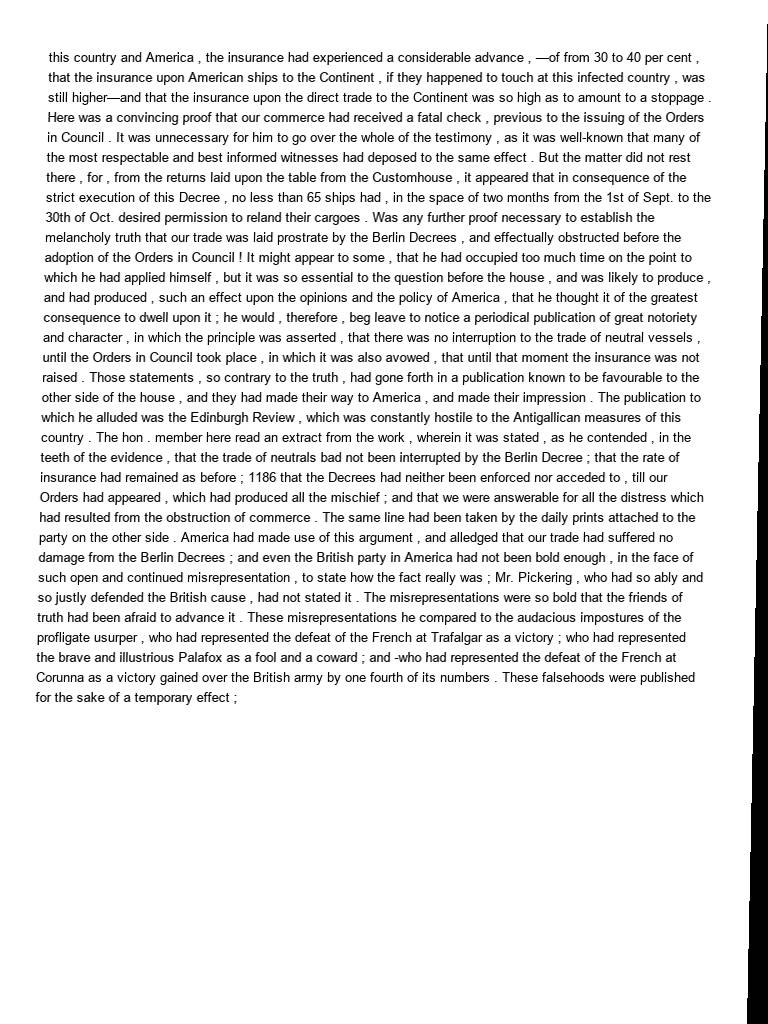 this country and America , the insurance had experienced a considerable advance , —of from 30 to 40 per cent ,
that the insurance upon American ships to the Continent , if they happened to touch at this infected country , was
still higher—and that the insurance upon the direct trade to the Continent was so high as to amount to a stoppage .
Here was a convincing proof that our commerce had received a fatal check , previous to the issuing of the Orders
in Council . It was unnecessary for him to go over the whole of the testimony , as it was well-known that many of
the most respectable and best informed witnesses had deposed to the same effect . But the matter did not rest
there , for , from the returns laid upon the table from the Customhouse , it appeared that in consequence of the
strict execution of this Decree , no less than 65 ships had , in the space of two months from the 1st of Sept. to the
30th of Oct. desired permission to reland their cargoes . Was any further proof necessary to establish the
melancholy truth that our trade was laid prostrate by the Berlin Decrees , and effectually obstructed before the
adoption of the Orders in Council ! It might appear to some , that he had occupied too much time on the point to
which he had applied himself , but it was so essential to the question before the house , and was likely to produce ,
and had produced , such an effect upon the opinions and the policy of America , that he thought it of the greatest
consequence to dwell upon it ; he would , therefore , beg leave to notice a periodical publication of great notoriety
and character , in which the principle was asserted , that there was no interruption to the trade of neutral vessels ,
until the Orders in Council took place , in which it was also avowed , that until that moment the insurance was not
raised . Those statements , so contrary to the truth , had gone forth in a publication known to be favourable to the
other side of the house , and they had made their way to America , and made their impression . The publication to
which he alluded was the Edinburgh Review , which was constantly hostile to the Antigallican measures of this
country . The hon . member here read an extract from the work , wherein it was stated , as he contended , in the
teeth of the evidence , that the trade of neutrals bad not been interrupted by the Berlin Decree ; that the rate of
insurance had remained as before ; 1186 that the Decrees had neither been enforced nor acceded to , till our
Orders had appeared , which had produced all the mischief ; and that we were answerable for all the distress which
had resulted from the obstruction of commerce . The same line had been taken by the daily prints attached to the
party on the other side . America had made use of this argument , and alledged that our trade had suffered no
damage from the Berlin Decrees ; and even the British party in America had not been bold enough , in the face of
such open and continued misrepresentation , to state how the fact really was ; Mr. Pickering , who had so ably and
so justly defended the British cause , had not stated it . The misrepresentations were so bold that the friends of
truth had been afraid to advance it . These misrepresentations he compared to the audacious impostures of the
profligate usurper , who had represented the defeat of the French at Trafalgar as a victory ; who had represented
the brave and illustrious Palafox as a fool and a coward ; and -who had represented the defeat of the French at
Corunna as a victory gained over the British army by one fourth of its numbers . These falsehoods were published
for the sake of a temporary effect ;